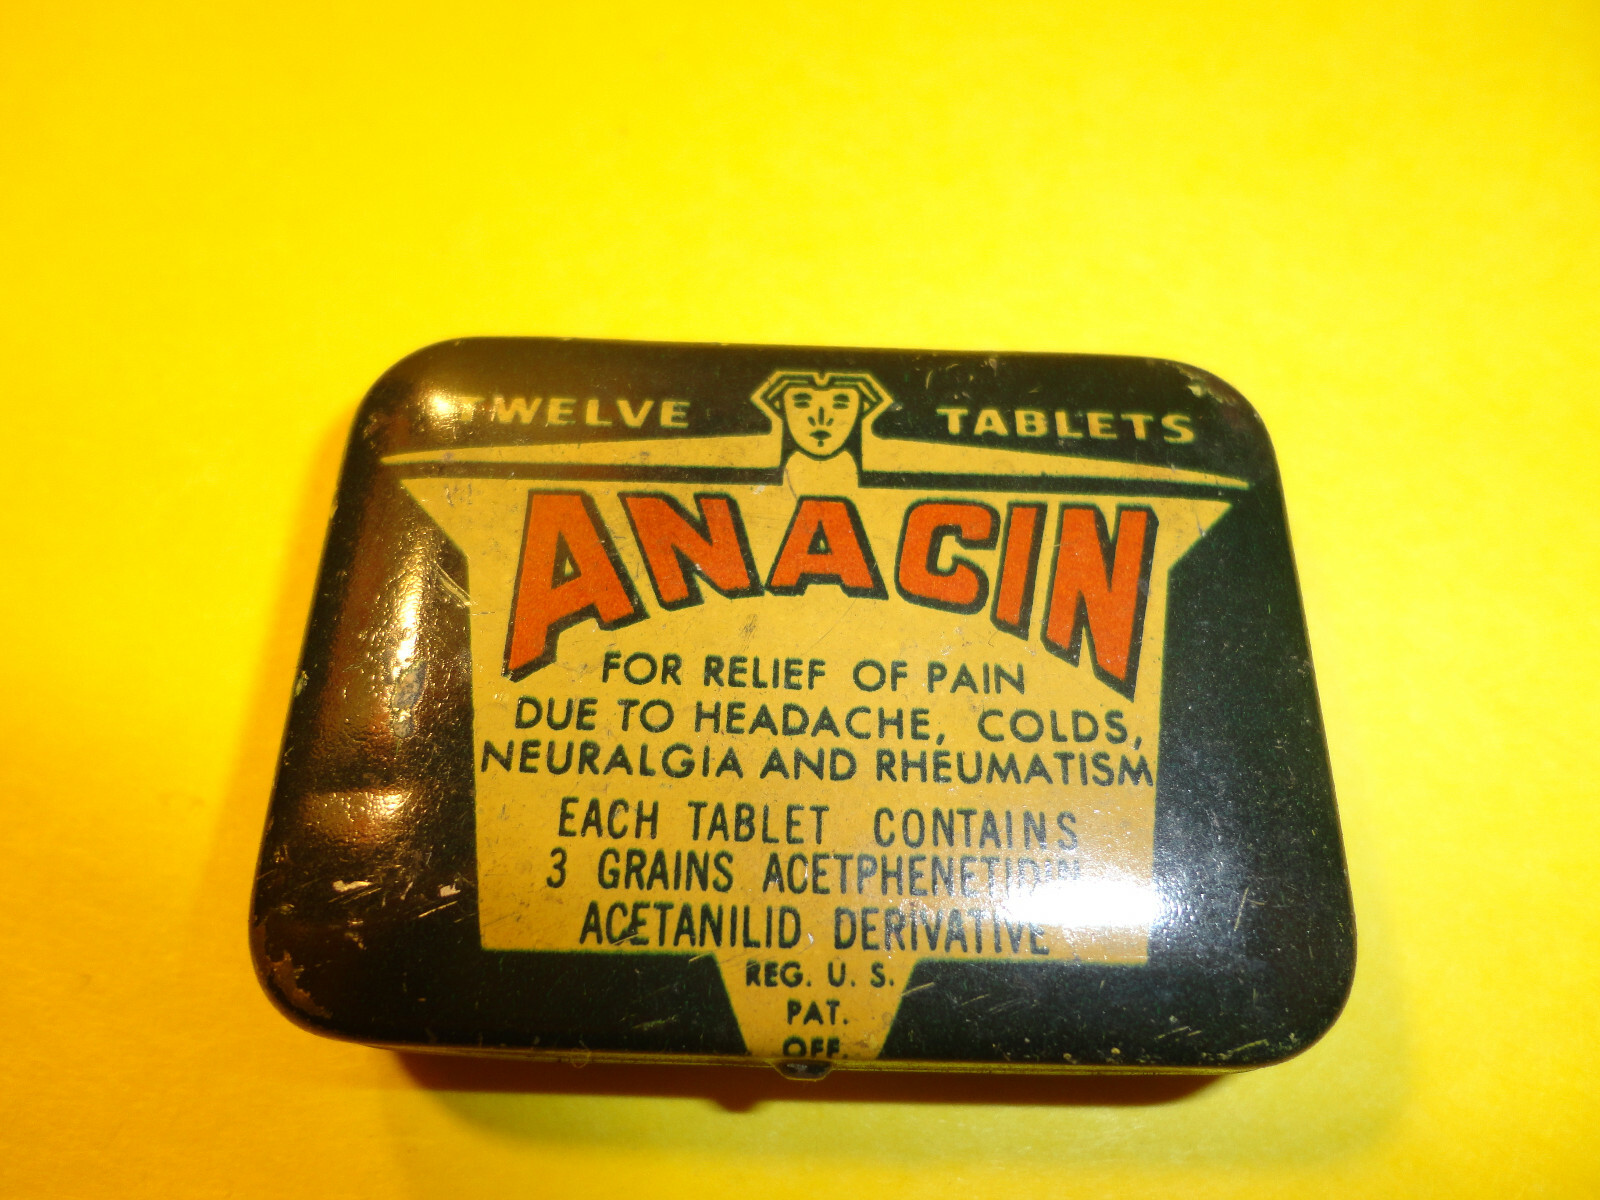 TWELVE TABLETS
ANACIN
FOR RELIEF OF PAIN
DUE TO HEADACHE, COLDS,
NEURALGIA AND RHEUMATISM
EACH TABLET CONTAINS
3 GRAINS ACETPHENETIDIN
ACETANILID DERIVATIVE
REG. U. S.
PAT.
OFF.